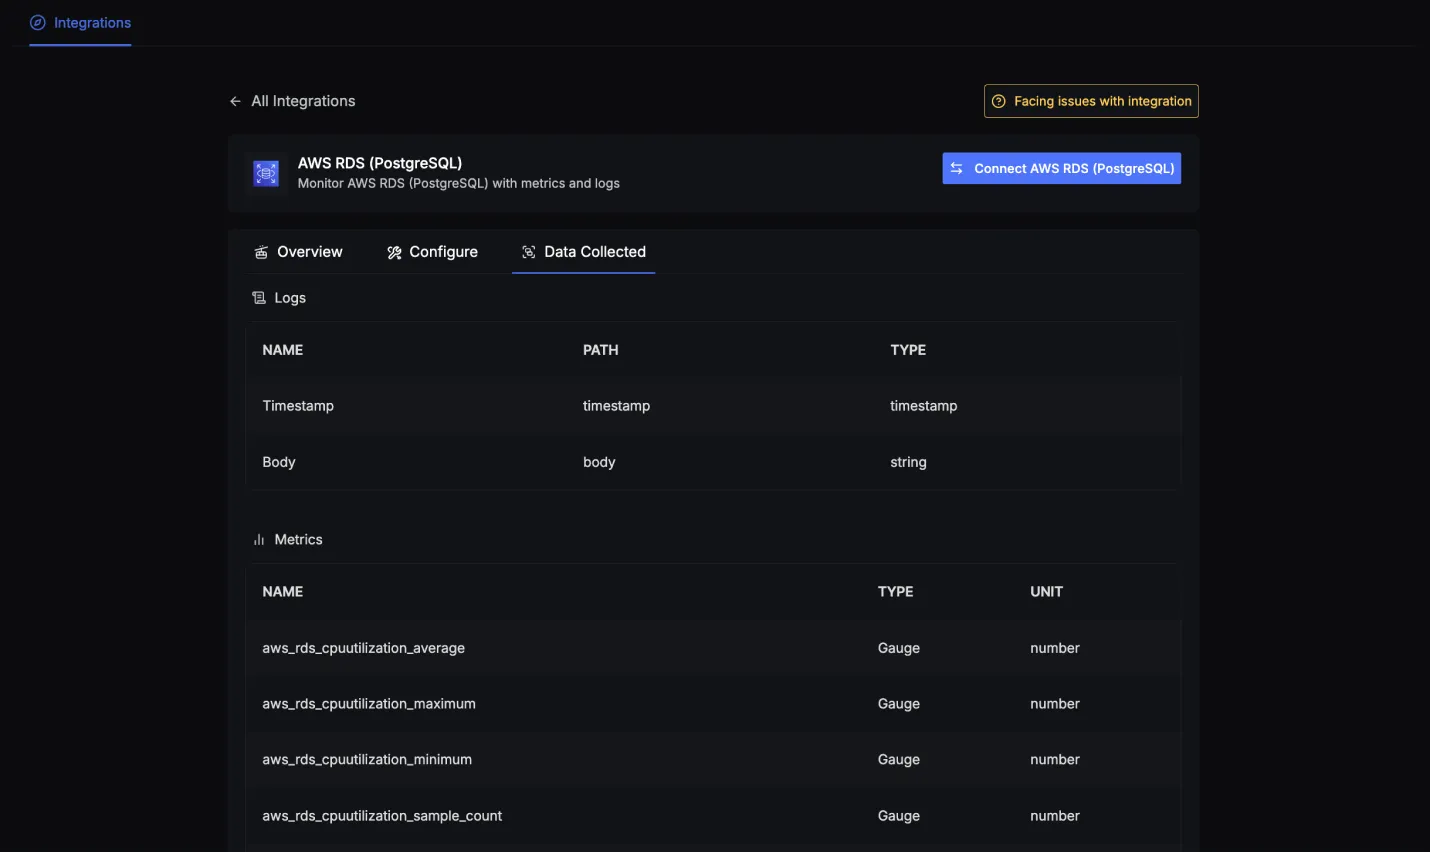 Integrations
All Integrations
Facing issues with integration
AWS RDS (PostgreSQL)
Monitor AWS RDS (PostgreSQL) with metrics and logs
Connect AWS RDS (PostgreSQL)
Overview Configure Data Collected
Logs
NAME PATH TYPE
Timestamp timestamp timestamp
Body body string
Metrics
NAME TYPE UNIT
aws_rds_cpuutilization_average Gauge number
aws_rds_cpuutilization_maximum Gauge number
aws_rds_cpuutilization_minimum Gauge number
aws_rds_cpuutilization_sample_count Gauge number